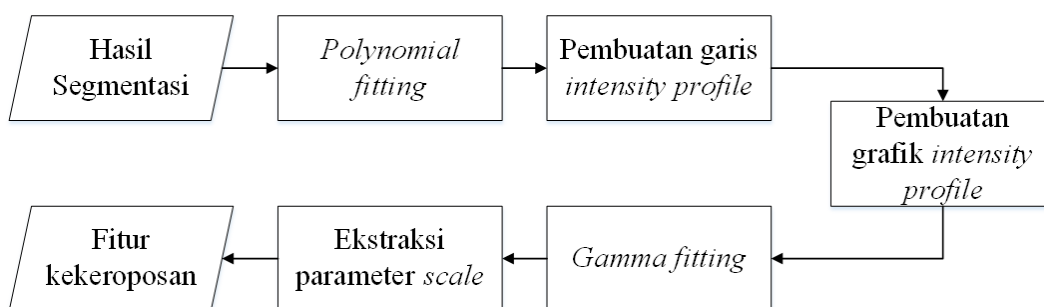 Hasil
Segmentasi
Polynomial
fitting
Pembuatan garis
intensity profile
Pembuatan
grafik intensity
profile
Gamma fitting
Ekstraksi
parameter scale
Fitur
kekeroposan